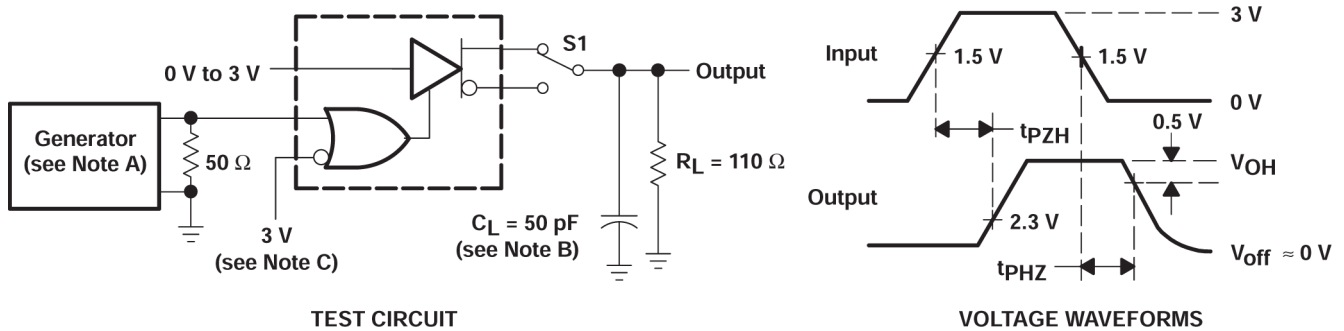 0 V to 3 V
S1
Output
Generator
(see Note A)
50 Ω
3 V
(see Note C)
CL = 50 pF
(see Note B)
RL = 110 Ω
TEST CIRCUIT
Input
3 V
1.5 V
1.5 V
0 V
tPZH
0.5 V
VOH
Output
2.3 V
tPHZ
Voff ≈ 0 V
VOLTAGE WAVEFORMS